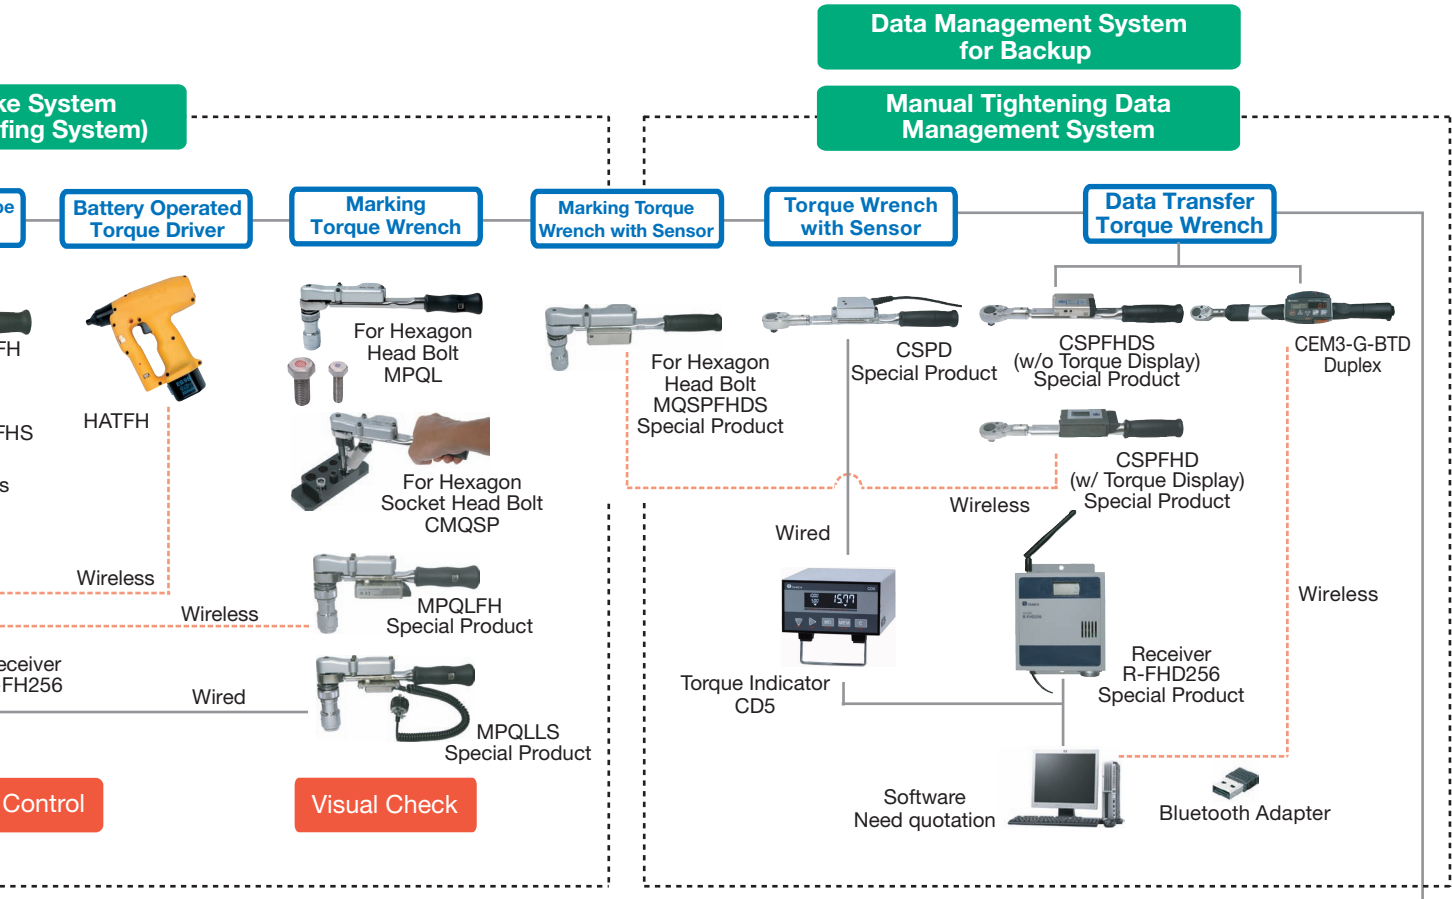 Data Management System
for Backup
ke System
fing System)
Manual Tightening Data
Management System
pe
Battery Operated
Torque Driver
Marking
Torque Wrench
Marking Torque
Wrench with Sensor
Torque Wrench
with Sensor
Data Transfer
Torque Wrench
FH
FHS
s
HATFH
For Hexagon
Head Bolt
MPQL
For Hexagon
Socket Head Bolt
CMQSP
For Hexagon
Head Bolt
MQSPFHDS
Special Product
CSPD
Special Product
CSPFHDS
(w/o Torque Display)
Special Product
CEM3-G-BTD
Duplex
CSPFHD
(w/ Torque Display)
Special Product
Wireless
Wired
Wireless
Wireless
MPQLFH
Special Product
Wireless
15.77
CD5
eceiver
-FH256
Wired
MPQLLS
Special Product
Torque Indicator
CD5
Receiver
R-FHD256
Special Product
Control
Visual Check
Software
Need quotation
Bluetooth Adapter